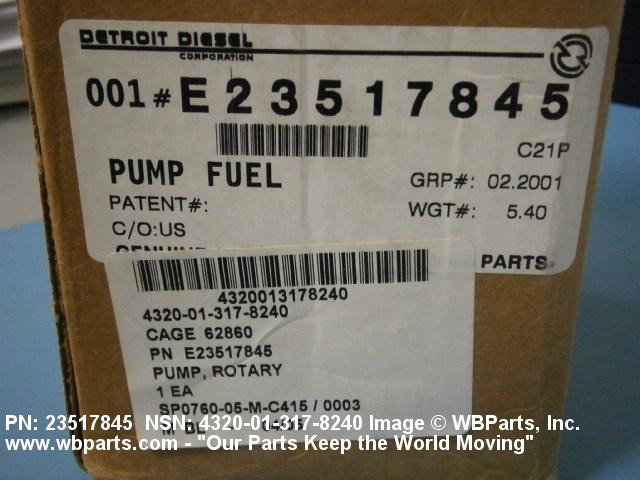 DETROIT DIESEL
CORPORATION
001# E23517845
C21P
PUMP FUEL
GRP#: 02.2001
PATENT#:
WGT#: 5.40
C/O:US
GENUINE PARTS
4320013178240
4320-01-317-8240
CAGE 62860
PN E23517845
PUMP, ROTARY
1 EA
SP0760-05-M-C415 / 0003
PN: 23517845 NSN: 4320-01-317-8240 Image © WBParts, Inc.
www.wbparts.com - "Our Parts Keep the World Moving"